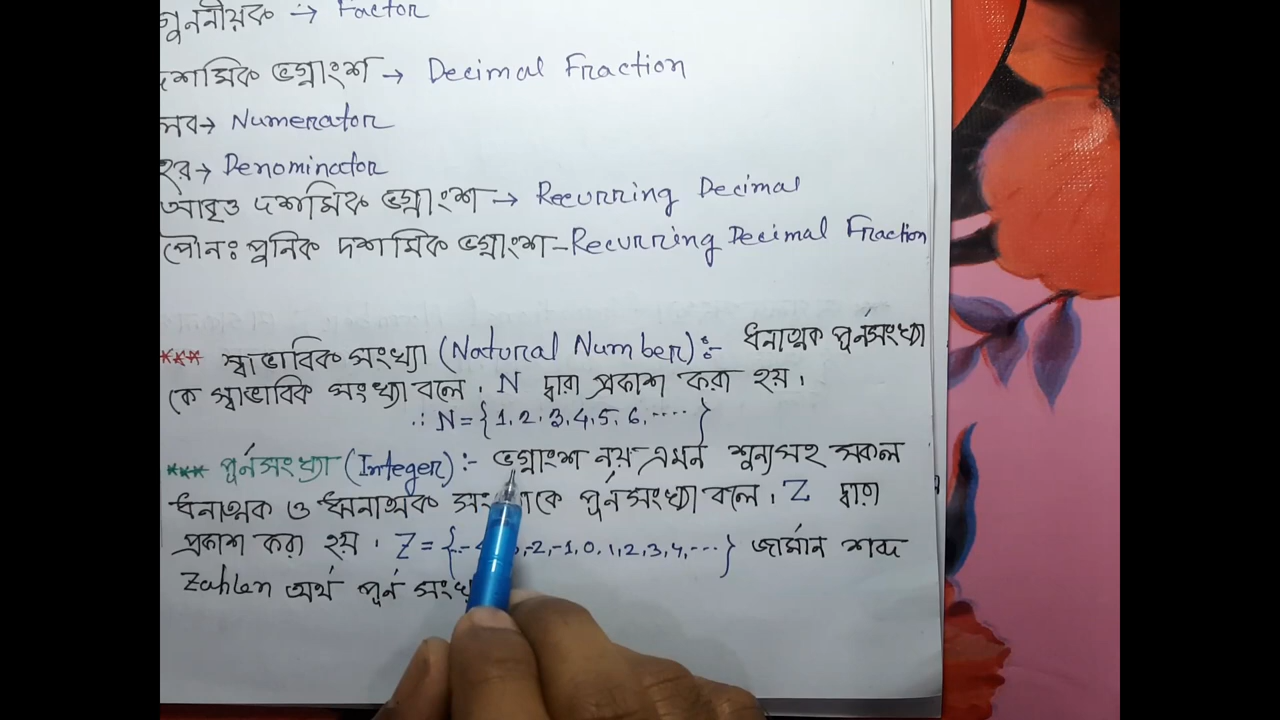 গুননীয়ক → Factor
দশমিক ভগ্নাংশ → Decimal Fraction
লব → Numerator
হর → Denominator
আবৃত দশমিক ভগ্নাংশ → Recurring Decimal
পৌনঃপুনিক দশমিক ভগ্নাংশ - Recurring Decimal Fraction
*** স্বাভাবিক সংখ্যা (Natural Number) :- ধনাত্মক পূর্নসংখ্যা
কে স্বাভাবিক সংখ্যা বলে। N দ্বারা প্রকাশ করা হয়।
∴ N = {1, 2, 3, 4, 5, 6, .....}
*** পূর্নসংখ্যা (Integer) :- ভগ্নাংশ নয় এমন শূন্যসহ সকল
ধনাত্মক ও ঋনাত্মক পূর্নসংখ্যা বলে। Z দ্বারা
প্রকাশ করা হয়। Z = {.. -2, -1, 0, 1, 2, 3, 4, ...} জার্মান শব্দ
Zahlen অর্থ পূর্ন